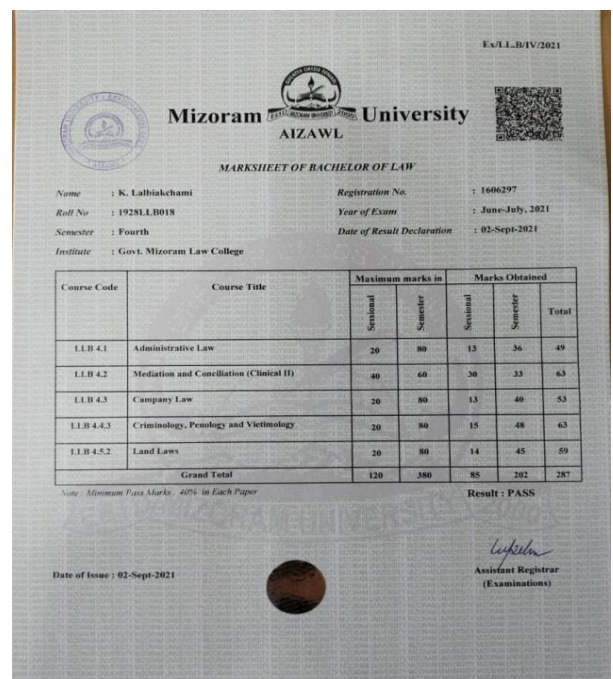 Ex/LL.B/IV/2021
Mizoram University
AIZAWL
MARKSHEET OF BACHELOR OF LAW
Name : K. Lalbiakchami Registration No. : 1606297
Roll No : 1928LLB018 Year of Exam : June-July, 2021
Semester : Fourth Date of Result Declaration : 02-Sept-2021
Institute : Govt. Mizoram Law College
Course Code Course Title Maximum marks in Marks Obtained
Sessional Semester Sessional Semester Total
LLB 4.1 Administrative Law 20 80 13 36 49
LLB 4.2 Mediation and Conciliation (Clinical II) 40 60 30 33 63
LLB 4.3 Campany Law 20 80 13 40 53
LLB 4.4.3 Criminology, Penology and Victimology 20 80 15 48 63
LLB 4.5.2 Land Laws 20 80 14 45 59
Grand Total 120 380 85 202 287
Note : Minimum Pass Marks : 40% in Each Paper Result : PASS
Date of Issue : 02-Sept-2021 Assistant Registrar
(Examinations)